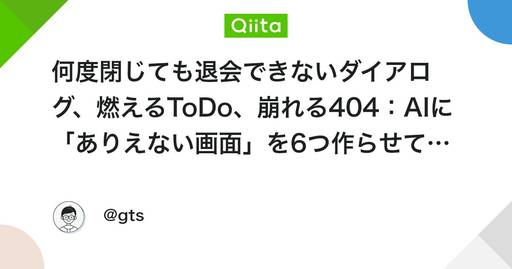 Qiita
何度閉じても退会できないダイアロ
グ、燃えるToDo、崩れる404：AIに
「ありえない画面」を6つ作らせて…
@gts